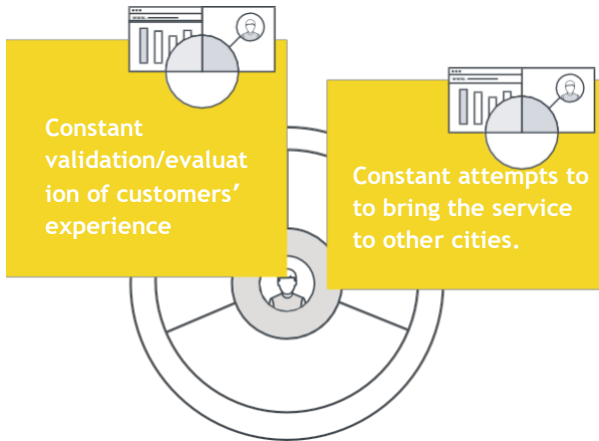 Constant
validation/evaluat
ion of customers’
experience
Constant attempts to
to bring the service
to other cities.